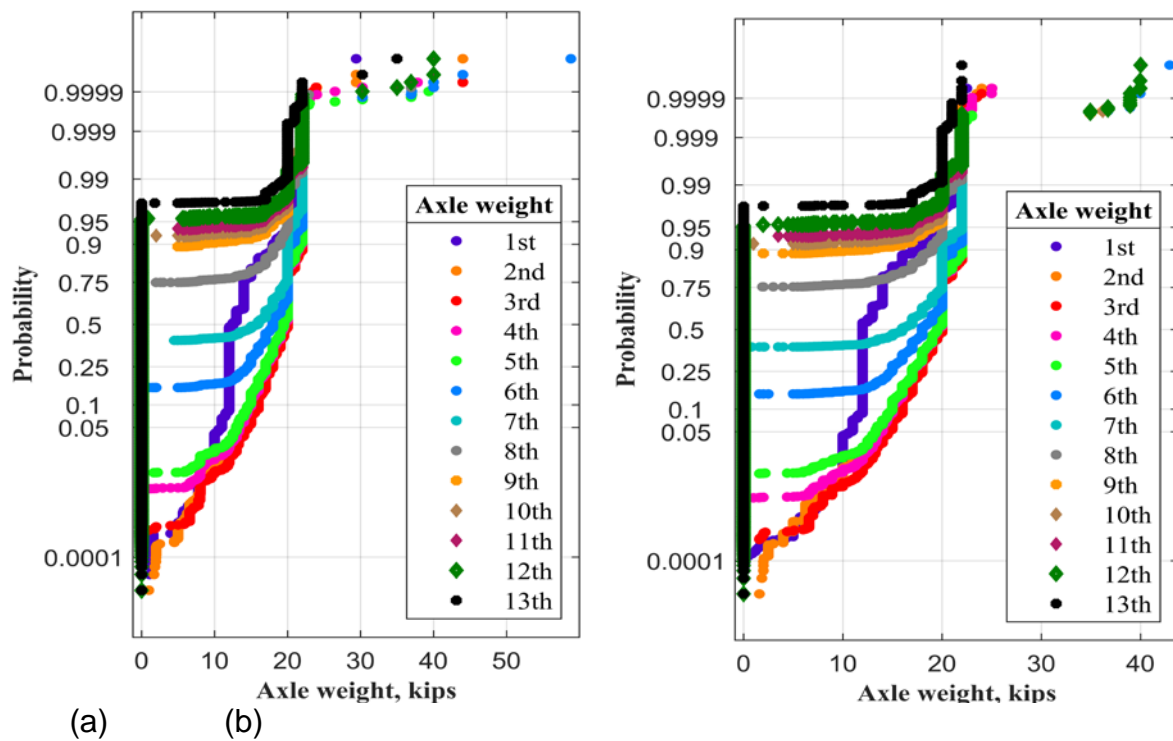 0.9999
0.999
0.99
0.95
0.9
0.75
0.5
0.25
0.1
0.05
0.0001
Probability
0 10 20 30 40 50
Axle weight, kips
Axle weight
1st
2nd
3rd
4th
5th
6th
7th
8th
9th
10th
11th
12th
13th
0.9999
0.999
0.99
0.95
0.9
0.75
0.5
0.25
0.1
0.05
0.0001
Probability
0 10 20 30 40
Axle weight, kips
Axle weight
1st
2nd
3rd
4th
5th
6th
7th
8th
9th
10th
11th
12th
13th
(a) (b)